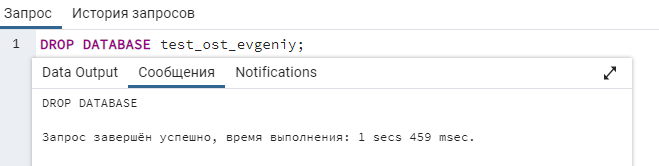 Запрос История запросов
1 DROP DATABASE test_ost_evgeniy;
Data Output Сообщения Notifications
DROP DATABASE
Запрос завершён успешно, время выполнения: 1 secs 459 msec.